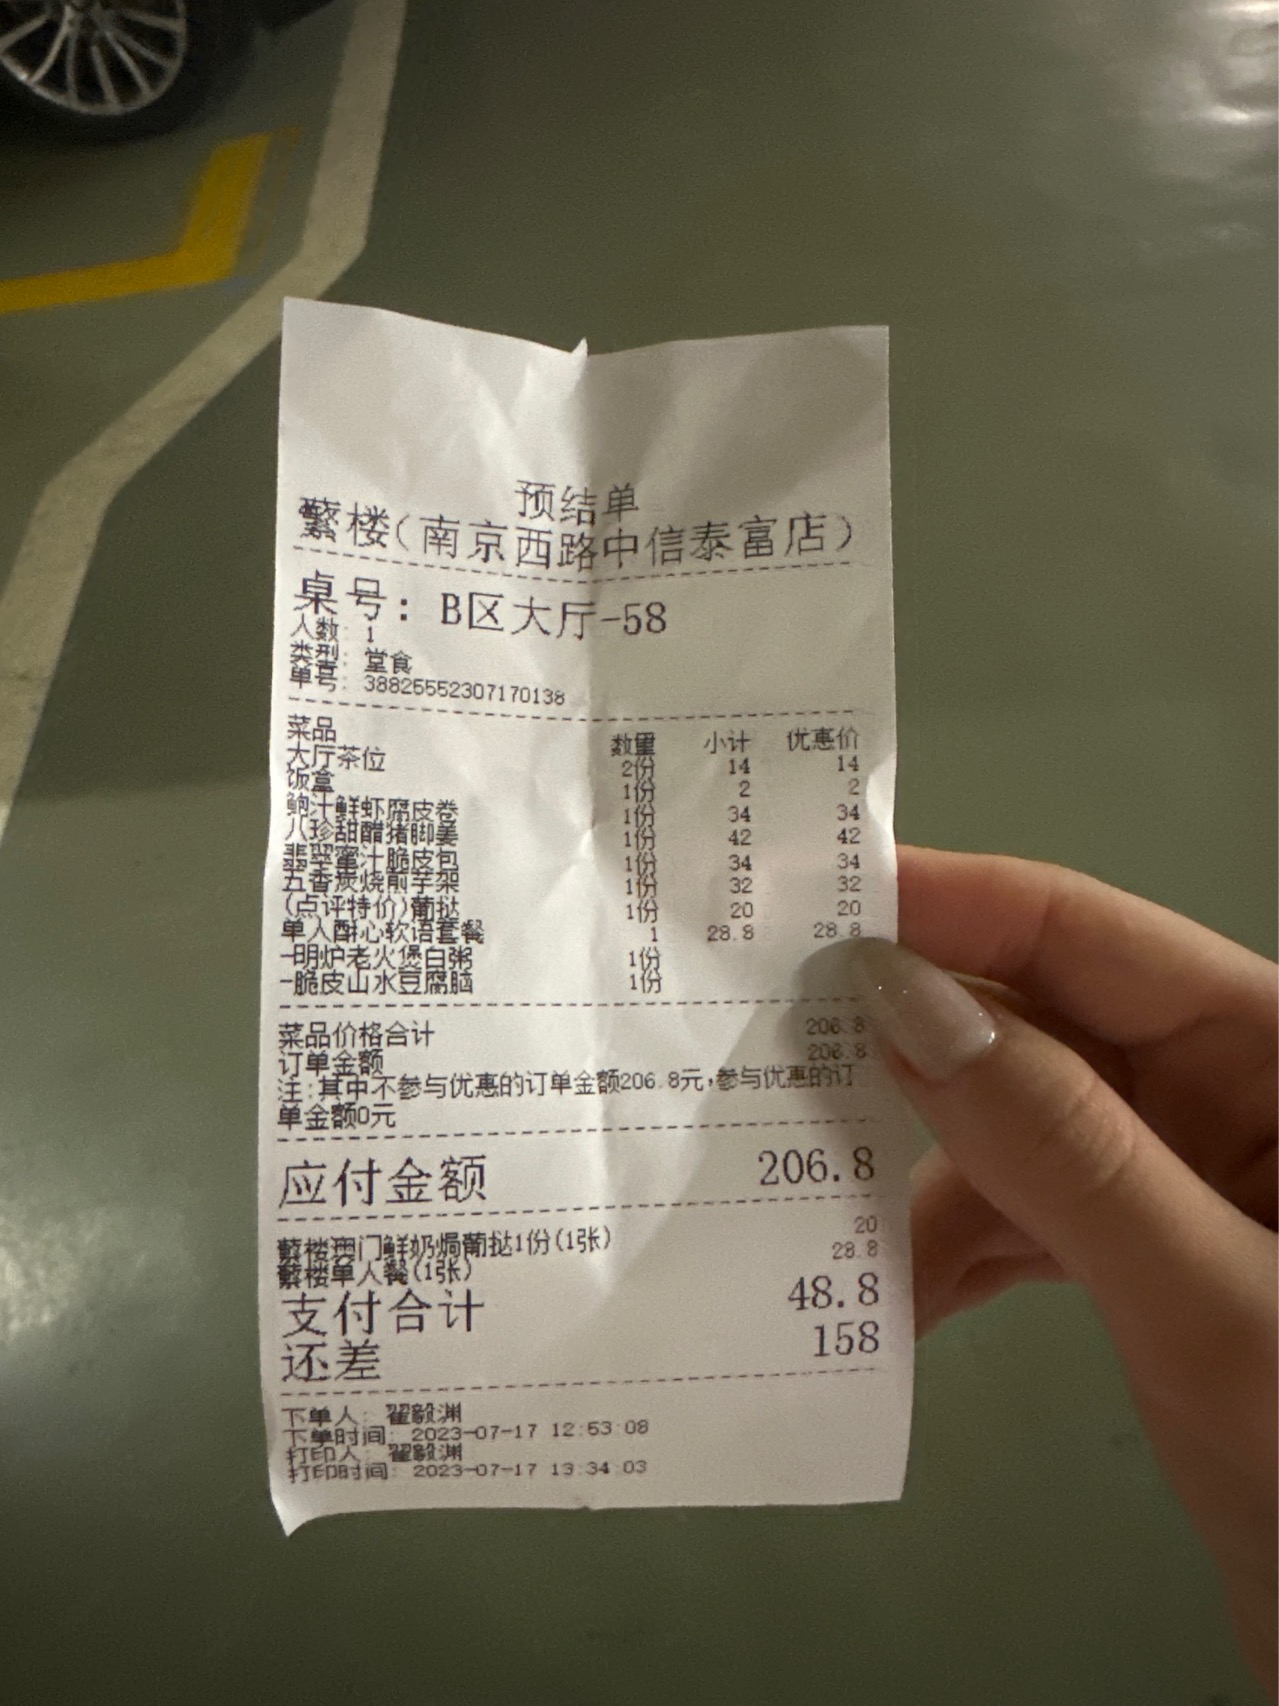 预结单
繁楼(南京西路中信泰富店)
桌号: B区大厅-58
人数: 1
类型: 堂食
单号: 38825552307170138
菜品 数量 小计 优惠价
大厅茶位 2份 14 14
饭盒 1份 2 2
鲍汁鲜虾腐皮卷 1份 34 34
八珍甜醋猪脚姜 1份 42 42
翡翠蜜汁脆皮包 1份 34 34
五香炭烧煎芋架 1份 32 32
(点评特价)葡挞 1份 20 20
单人酥心软语套餐 1 28.8 28.8
-明炉老火煲白粥 1份
-脆皮山水豆腐脑 1份
菜品价格合计 206.8
订单金额 206.8
注:其中不参与优惠的订单金额206.8元,参与优惠的订
单金额0元
应付金额 206.8
繁楼澳门鲜奶焗葡挞1份(1张) 20
繁楼单人餐(1张) 28.8
支付合计 48.8
还差 158
下单人: 翟毅渊
下单时间: 2023-07-17 12:53:08
打印人: 翟毅渊
打印时间: 2023-07-17 13:34:03